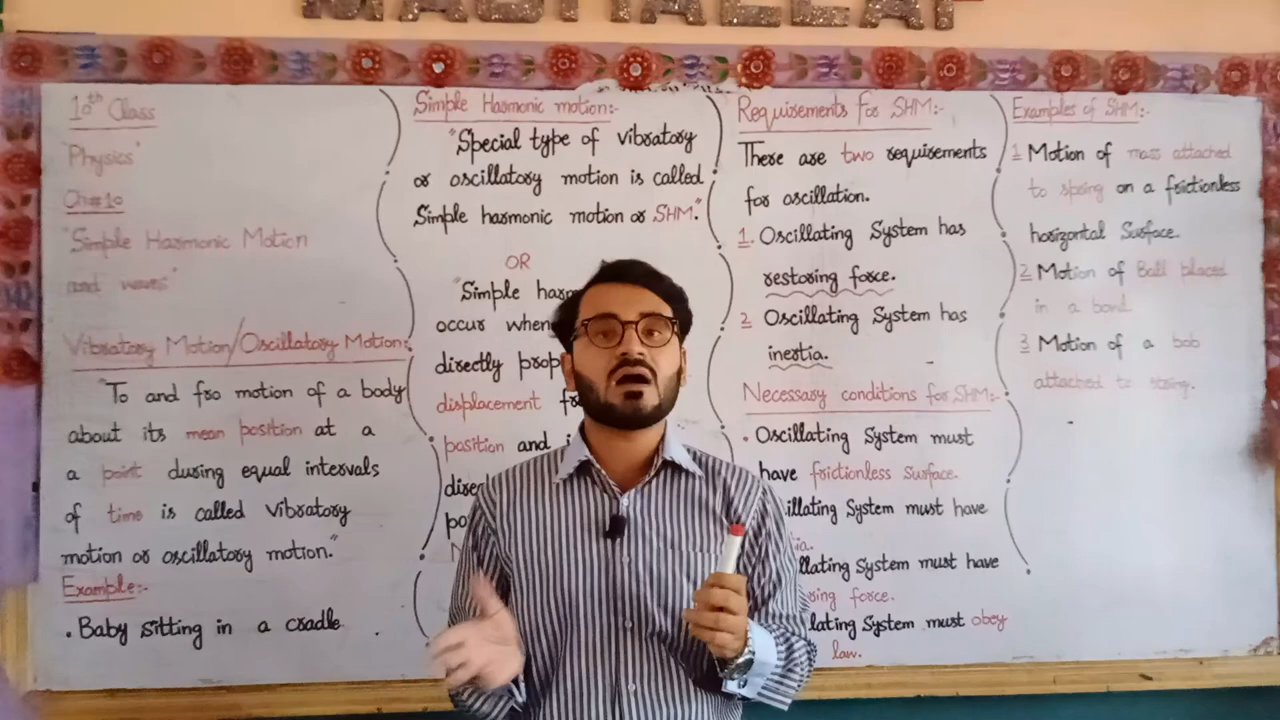 10th Class
"Physics"
Ch#10
"Simple Harmonic Motion
and waves"
Vibratory Motion/Oscillatory Motion:-
"To and fro motion of a body
about its mean position at a
a point during equal intervals
of time is called Vibratory
motion or oscillatory motion."
Example:-
. Baby sitting in a cradle
Simple Harmonic motion:-
"Special type of vibratory
or oscillatory motion is called
Simple harmonic motion or SHM."
OR
"Simple
occur when
directly
displacement
position and
Requirements for SHM:-
There are two requirements
for oscillation.
1. Oscillating System has
restoring force.
2 Oscillating System has
inertia.
Necessary conditions for SHM:-
. Oscillating System must
have frictionless surface.
System must have
System must have
force.
System must obey
law.
Examples of SHM:-
1 Motion of mass attached
to spring on a frictionless
horizontal Surface.
2 Motion of Ball placed
in a bowl
3 Motion of a bob
attached to string.